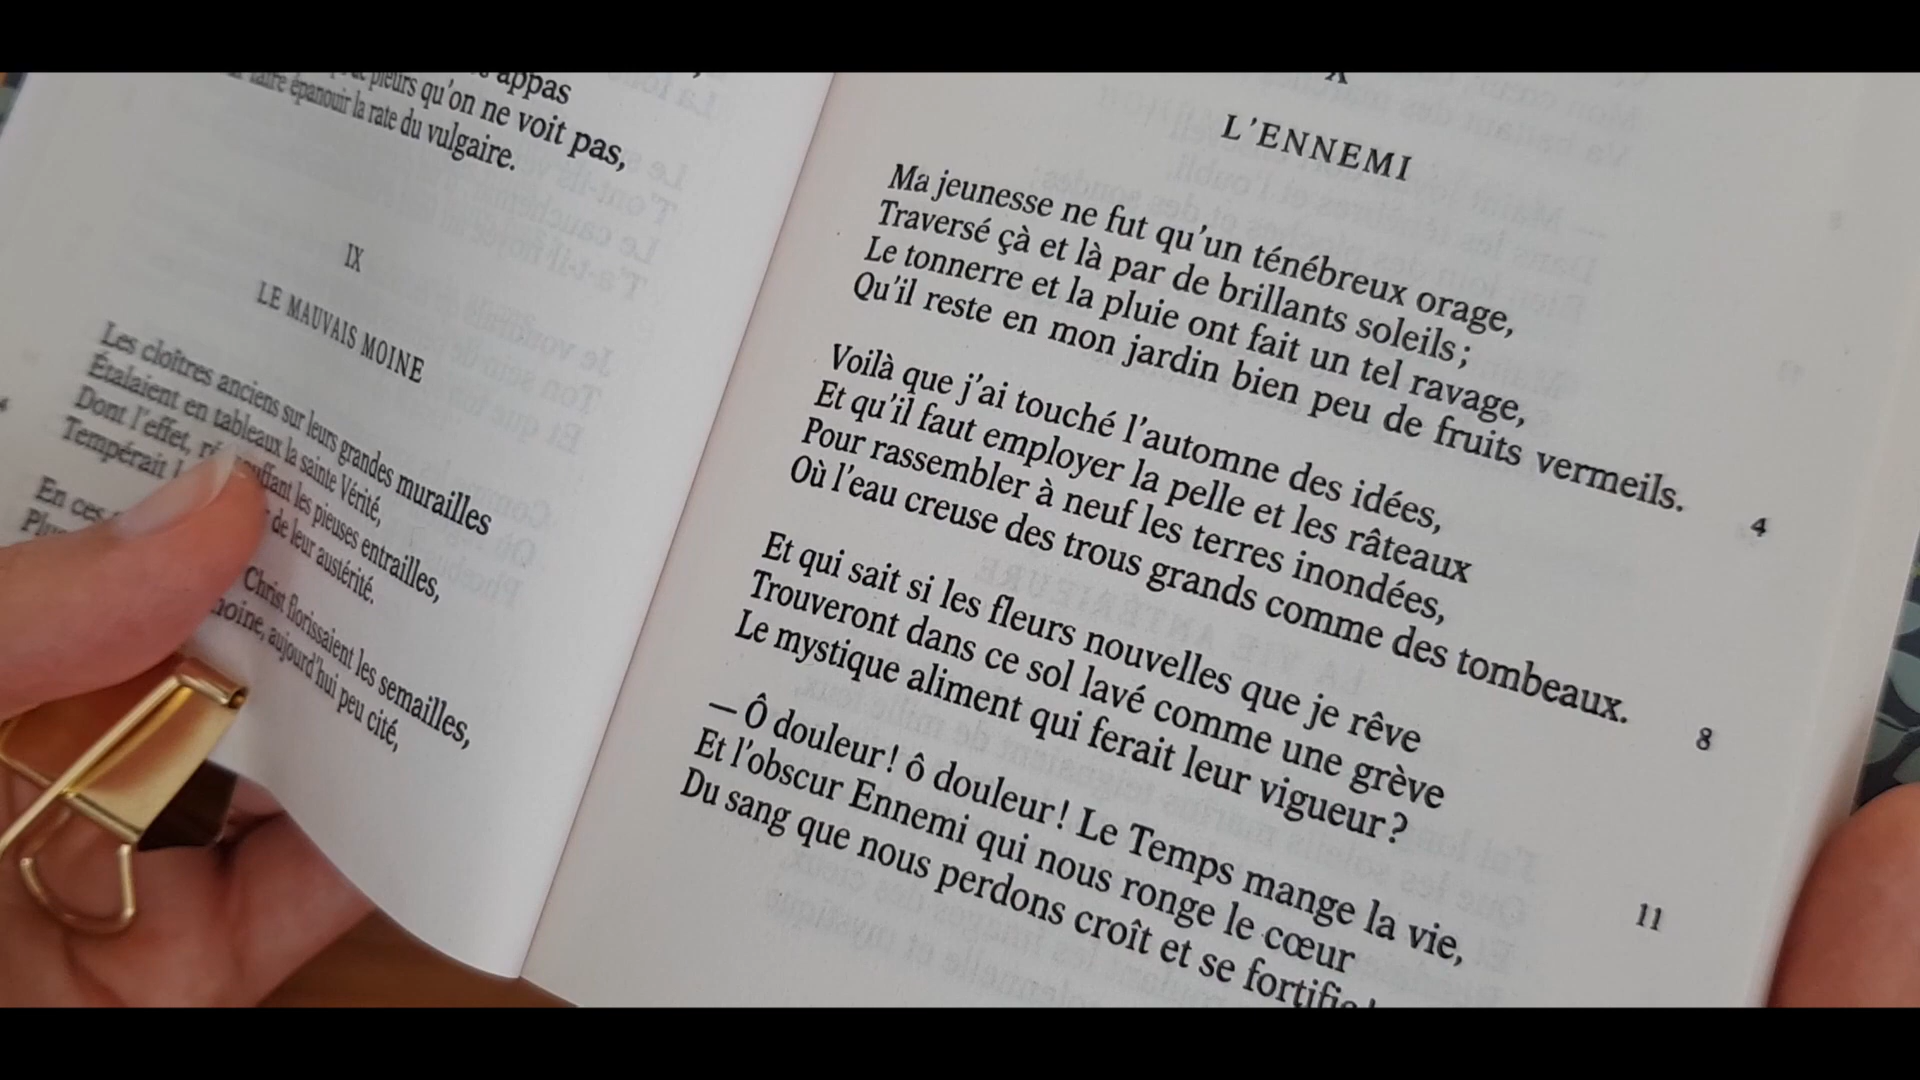 appas
pleurs qu'on ne voit pas,
faire épanouir la rate du vulgaire.
IX
LE MAUVAIS MOINE
Les cloîtres anciens sur leurs grandes murailles
Étalaient en tableaux la sainte Vérité,
Dont l'effet, les pieuses entrailles,
Tempérait de leur austérité.
4
En ces Christ florissaient les semailles,
moine, aujourd'hui peu cité,
X
L'ENNEMI
Ma jeunesse ne fut qu'un ténébreux orage,
Traversé çà et là par de brillants soleils ;
Le tonnerre et la pluie ont fait un tel ravage,
Qu'il reste en mon jardin bien peu de fruits vermeils.
4
Voilà que j'ai touché l'automne des idées,
Et qu'il faut employer la pelle et les râteaux
Pour rassembler à neuf les terres inondées,
Où l'eau creuse des trous grands comme des tombeaux.
8
Et qui sait si les fleurs nouvelles que je rêve
Trouveront dans ce sol lavé comme une grève
Le mystique aliment qui ferait leur vigueur ?
11
— Ô douleur ! ô douleur ! Le Temps mange la vie,
Et l'obscur Ennemi qui nous ronge le cœur
Du sang que nous perdons croît et se fortifie !